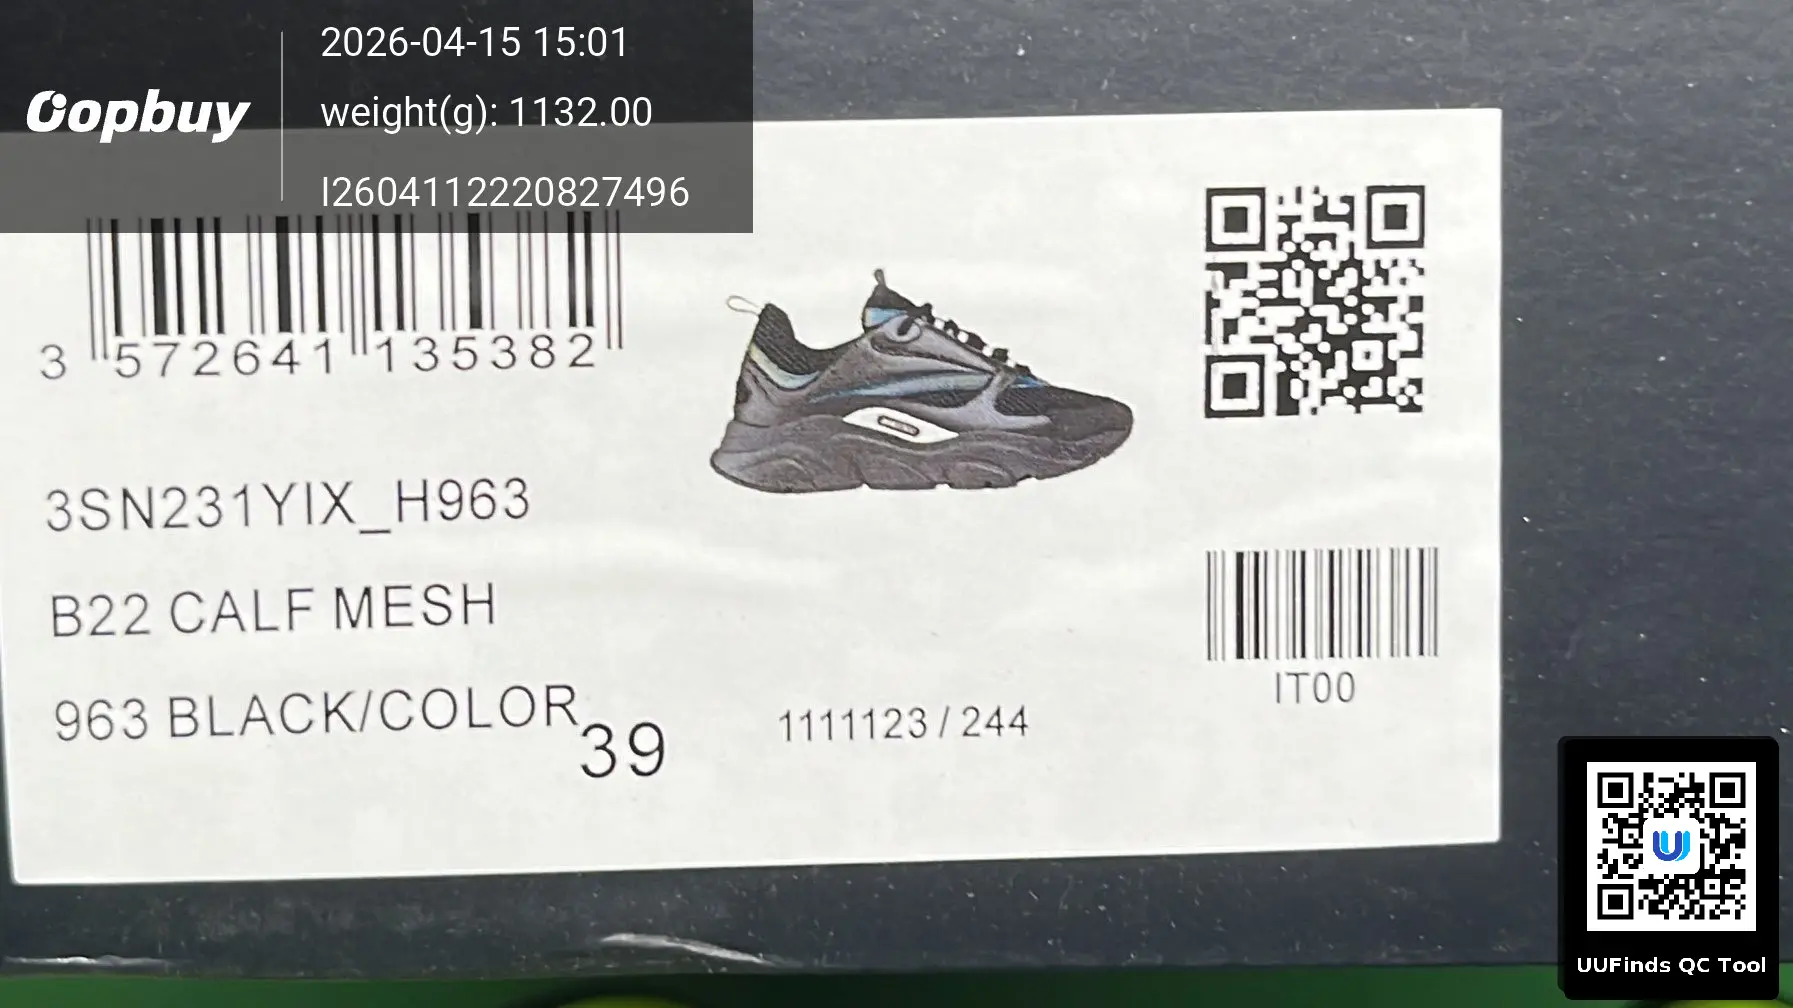 Oopbuy
2026-04-15 15:01
weight(g): 1132.00
I2604112220827496
3 572641 135382
3SN231YIX_H963
B22 CALF MESH
963 BLACK/COLOR
39
1111123 / 244
IT00
UUFinds QC Tool